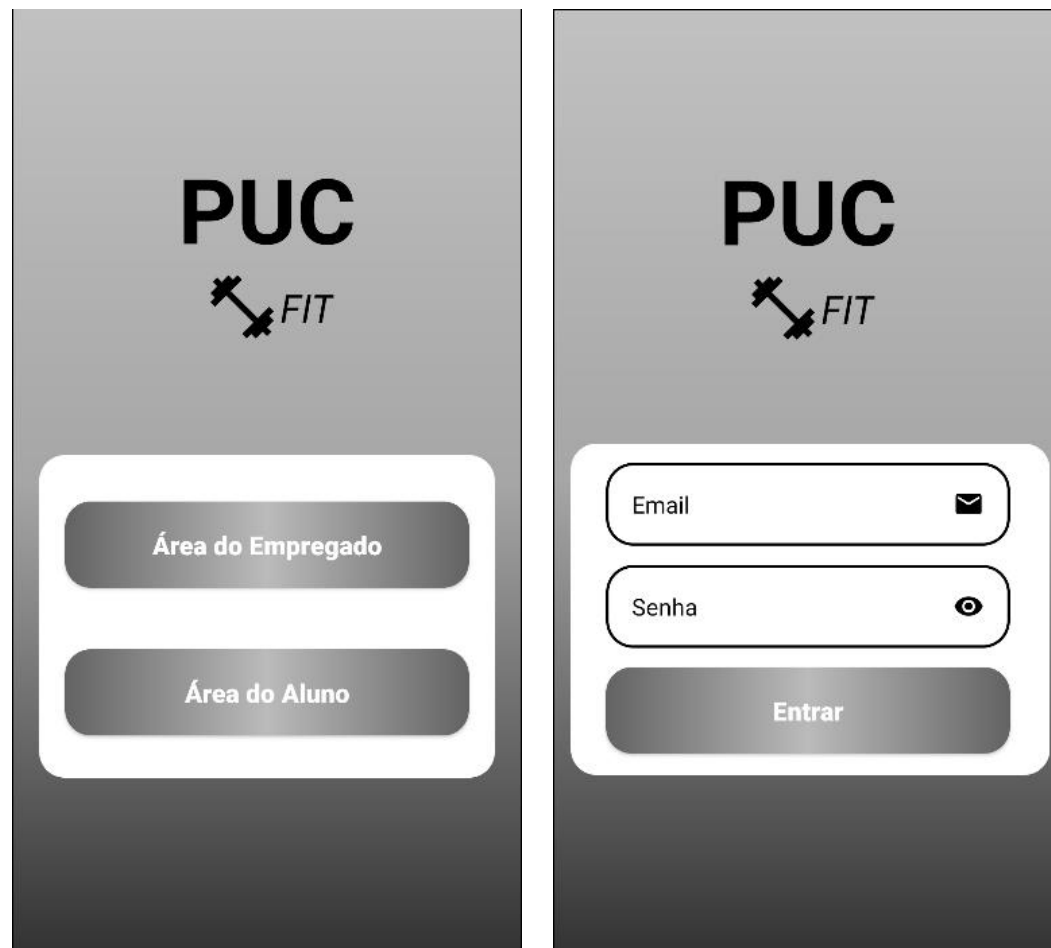 PUC
FIT
Área do Empregado
Área do Aluno
PUC
FIT
Email
Senha
Entrar